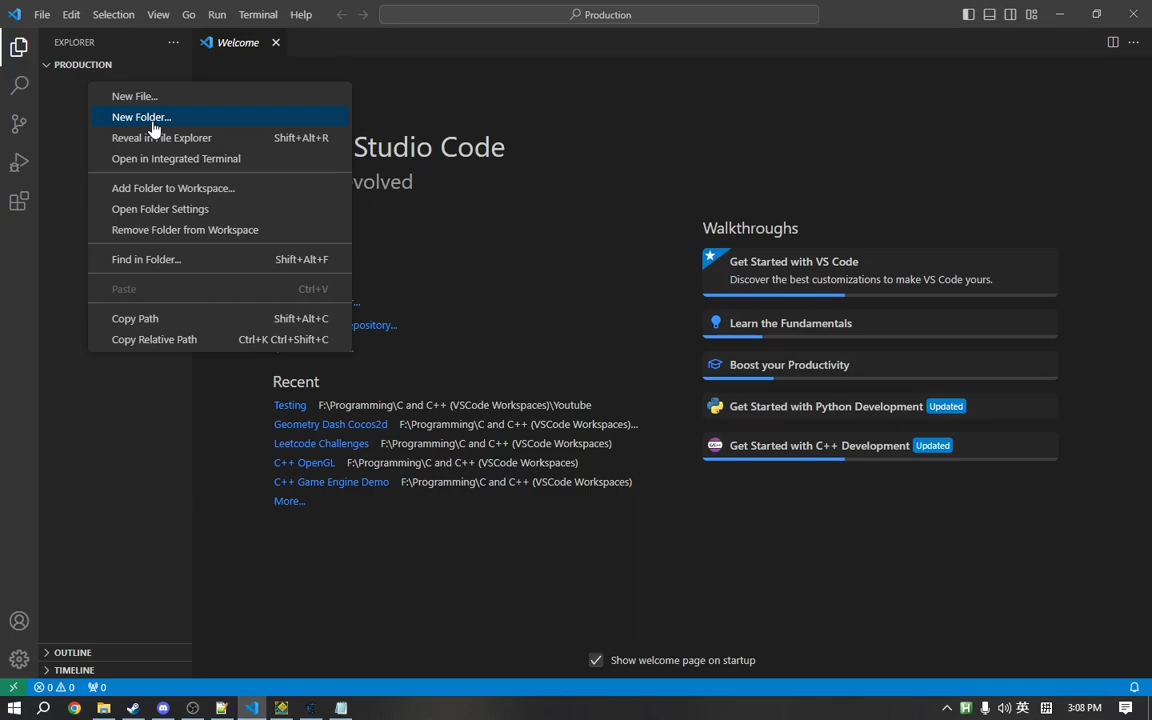 File Edit Selection View Go Run Terminal Help
Production
EXPLORER
Welcome
PRODUCTION
New File...
New Folder...
Reveal in File Explorer Shift+Alt+R
Open in Integrated Terminal
Add Folder to Workspace...
Open Folder Settings
Remove Folder from Workspace
Find in Folder... Shift+Alt+F
Paste Ctrl+V
Copy Path Shift+Alt+C
Copy Relative Path Ctrl+K Ctrl+Shift+C
Studio Code
volved
...
pository...
Recent
Testing F:\Programming\C and C++ (VSCode Workspaces)\Youtube
Geometry Dash Cocos2d F:\Programming\C and C++ (VSCode Workspaces)...
Leetcode Challenges F:\Programming\C and C++ (VSCode Workspaces)
C++ OpenGL F:\Programming\C and C++ (VSCode Workspaces)
C++ Game Engine Demo F:\Programming\C and C++ (VSCode Workspaces)
More...
Walkthroughs
Get Started with VS Code
Discover the best customizations to make VS Code yours.
Learn the Fundamentals
Boost your Productivity
Get Started with Python Development Updated
Get Started with C++ Development Updated
Show welcome page on startup
OUTLINE
TIMELINE
0 0 0
英 3:08 PM